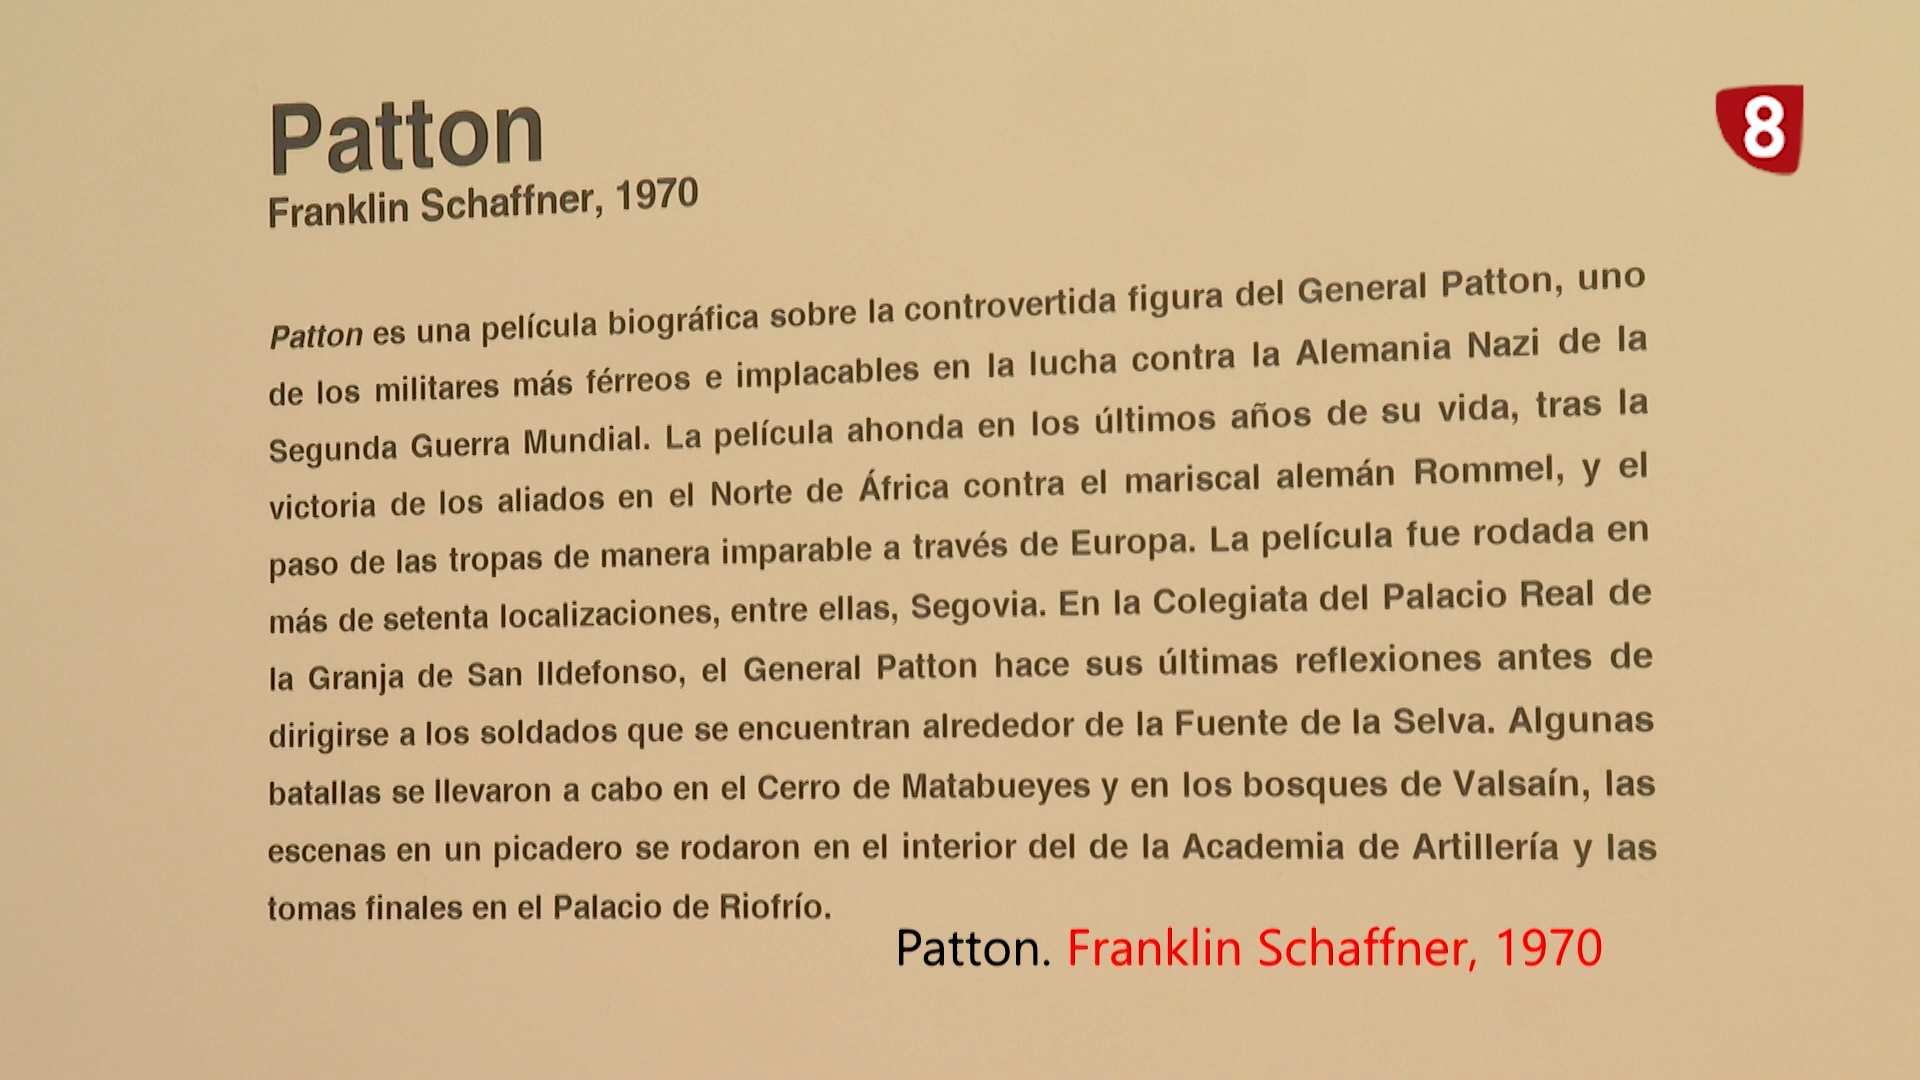 Patton
Franklin Schaffner, 1970
8
Patton es una película biográfica sobre la controvertida figura del General Patton, uno
de los militares más férreos e implacables en la lucha contra la Alemania Nazi de la
Segunda Guerra Mundial. La película ahonda en los últimos años de su vida, tras la
victoria de los aliados en el Norte de África contra el mariscal alemán Rommel, y el
paso de las tropas de manera imparable a través de Europa. La película fue rodada en
más de setenta localizaciones, entre ellas, Segovia. En la Colegiata del Palacio Real de
la Granja de San Ildefonso, el General Patton hace sus últimas reflexiones antes de
dirigirse a los soldados que se encuentran alrededor de la Fuente de la Selva. Algunas
batallas se llevaron a cabo en el Cerro de Matabueyes y en los bosques de Valsaín, las
escenas en un picadero se rodaron en el interior del de la Academia de Artillería y las
tomas finales en el Palacio de Riofrío.
Patton. Franklin Schaffner, 1970